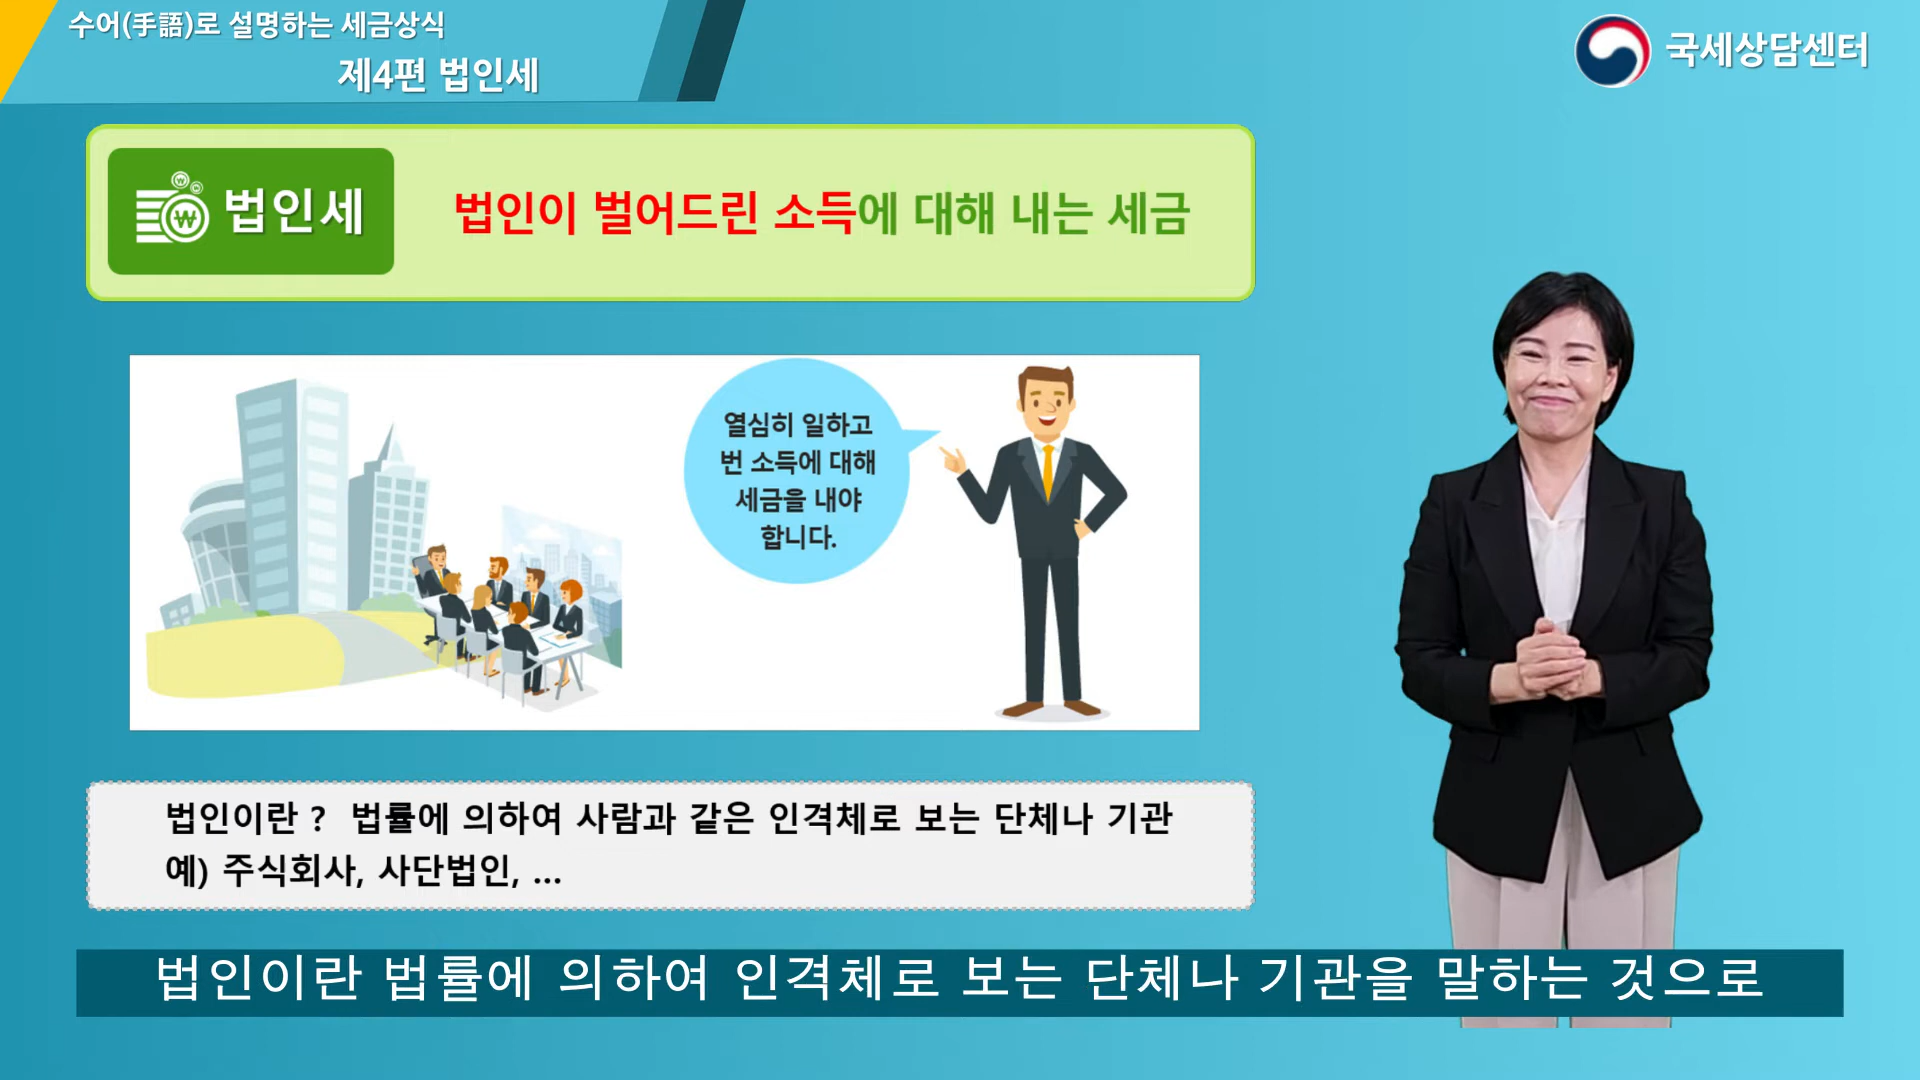 수어(手語)로 설명하는 세금상식
제4편 법인세
국세상담센터
법인세
법인이 벌어드린 소득에 대해 내는 세금
열심히 일하고
번 소득에 대해
세금을 내야
합니다.
법인이란 ? 법률에 의하여 사람과 같은 인격체로 보는 단체나 기관
예) 주식회사, 사단법인, ...
법인이란 법률에 의하여 인격체로 보는 단체나 기관을 말하는 것으로